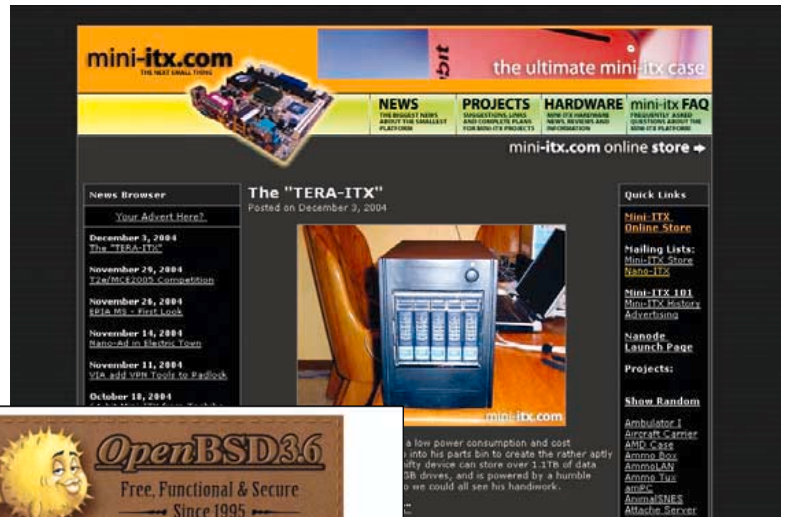 mini-itx.com
THE NEXT SMALL THING
bit
the ultimate mini-itx case
NEWS
THE BIGGEST NEWS
ABOUT THE SMALLEST
PLATFORM
PROJECTS
SUGGESTIONS, LINKS
AND COMPLETE PLANS
FOR MINI-ITX PROJECTS
HARDWARE
MINI-ITX HARDWARE
NEWS, REVIEWS AND
INFORMATION
mini-itx FAQ
FREQUENTLY ASKED
QUESTIONS ABOUT THE
MINI-ITX PLATFORM
mini-itx.com online store
News Browser
Your Advert Here?
December 3, 2004
The "TERA-ITX"
November 29, 2004
T2e/MCE2005 Competition
November 26, 2004
EPIA MS - First Look
November 14, 2004
Nano-Ad in Electric Town
November 11, 2004
VIA add VPN Tools to Padlock
October 18, 2004
The "TERA-ITX"
Posted on December 3, 2004
mini-itx.com
a low power consumption and cost
into his parts bin to create the rather aptly
nifty device can store over 1.1TB of data
GB drives, and is powered by a humble
so we could all see his handiwork.
Quick Links
Mini-ITX
Online Store
Mailing Lists:
Mini-ITX Store
Nano-ITX
Mini-ITX 101
Mini-ITX History
Advertising
Nanode
Launch Page
Projects:
Show Random
Ambulator I
Aircraft Carrier
AMD Case
Ammo Box
AmmoLAN
Ammo Tux
amPC
AnimalSNES
Attache Server
OpenBSD3.6
Free, Functional & Secure
Since 1995